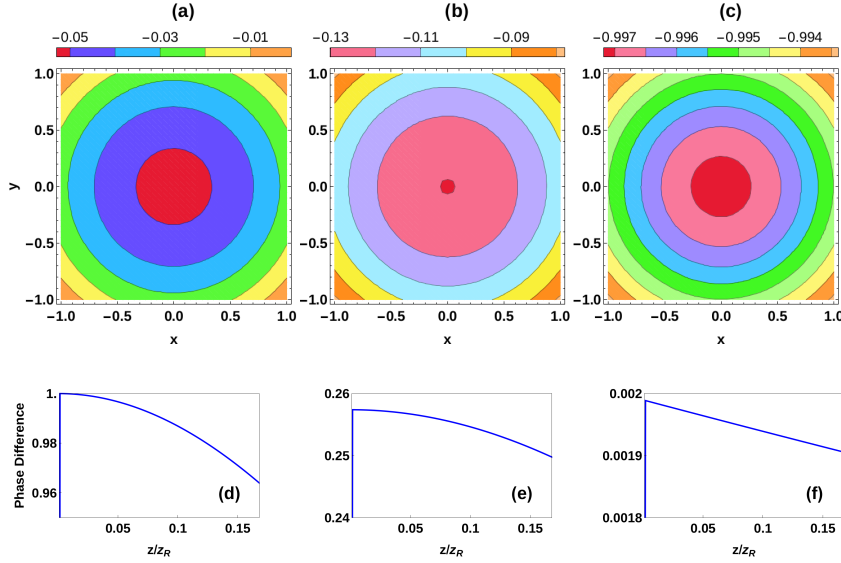 (a) (b) (c)
−0.05 −0.03 −0.01 −0.13 −0.11 −0.09 −0.997 −0.996 −0.995 −0.994
1.0 1.0 1.0
0.5 0.5 0.5
y 0.0 0.0 0.0
−0.5 −0.5 −0.5
−1.0 −1.0 −1.0
−1.0 −0.5 0.0 0.5 1.0 −1.0 −0.5 0.0 0.5 1.0 −1.0 −0.5 0.0 0.5 1.0
x x x
Phase Difference
1. 0.26 0.002
0.98 0.25 0.0019
0.96 0.24 0.0018
(d) (e) (f)
0.05 0.1 0.15 0.05 0.1 0.15 0.05 0.1 0.15
z/zR z/zR z/zR